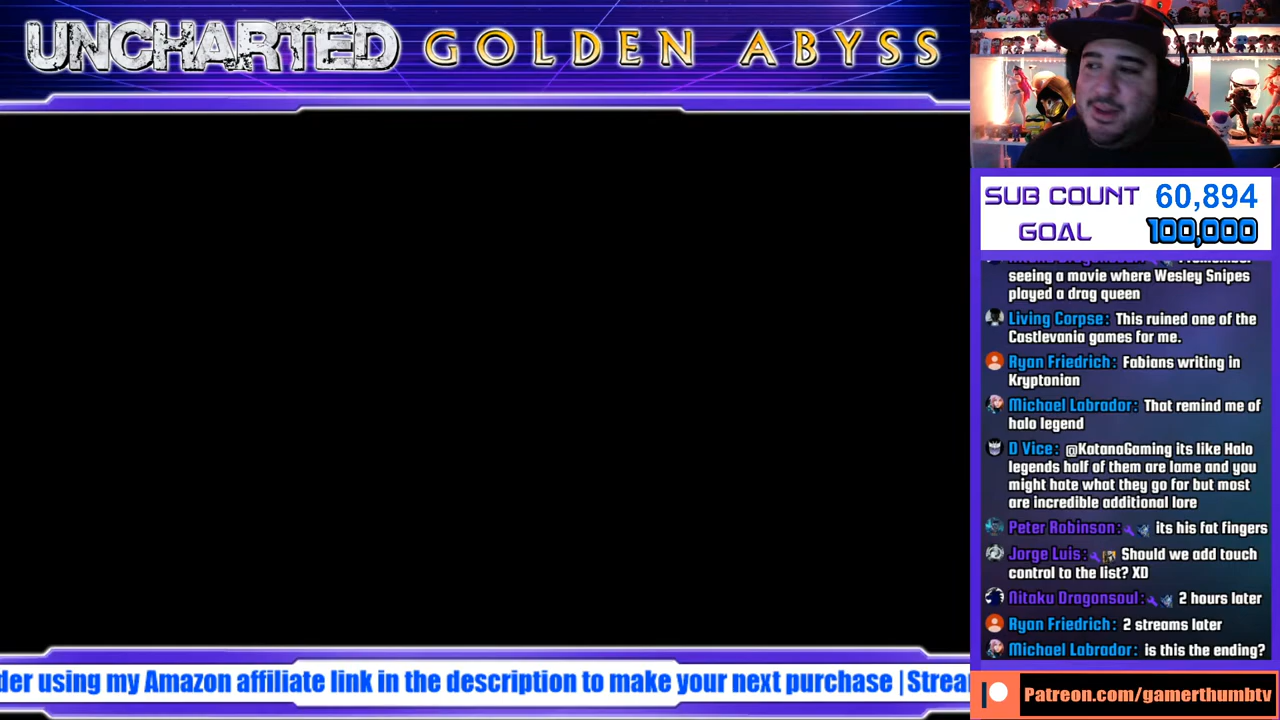 UNCHARTED GOLDEN ABYSS
SUB COUNT 60,894
GOAL 100,000
seeing a movie where Wesley Snipes
played a drag queen
Living Corpse: This ruined one of the
Castlevania games for me.
Ryan Friedrich: Fabians writing in
Kryptonian
Michael Labrador: That remind me of
halo legend
D Vice: @KatanaGaming its like Halo
legends half of them are lame and you
might hate what they go for but most
are incredible additional lore
Peter Robinson: its his fat fingers
Jorge Luis: Should we add touch
control to the list? XD
Nitaku Dragonsoul: 2 hours later
Ryan Friedrich: 2 streams later
Michael Labrador: is this the ending?
der using my Amazon affiliate link in the description to make your next purchase | Strea
Patreon.com/gamerthumbtv